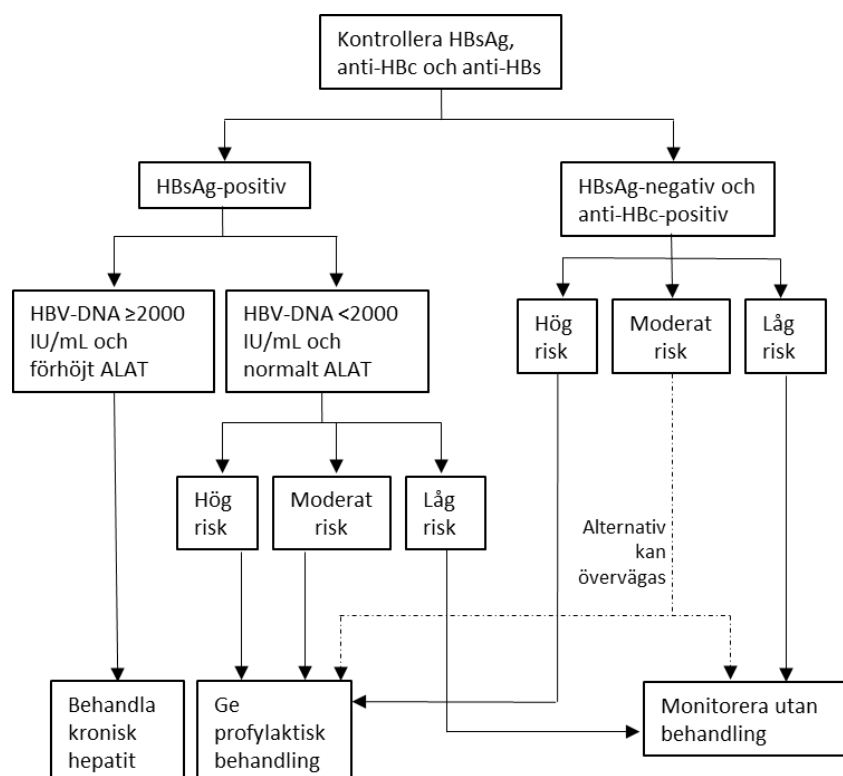 Kontrollera HBsAg,
anti-HBc och anti-HBs
HBsAg-positiv
HBsAg-negativ och
anti-HBc-positiv
HBV-DNA ≥2000
IU/mL och
förhöjt ALAT
HBV-DNA <2000
IU/mL och
normalt ALAT
Hög
risk
Moderat
risk
Låg
risk
Hög
risk
Moderat
risk
Låg
risk
Alternativ
kan
övervägas
Behandla
kronisk
hepatit
Ge
profylaktisk
behandling
Monitorera utan
behandling